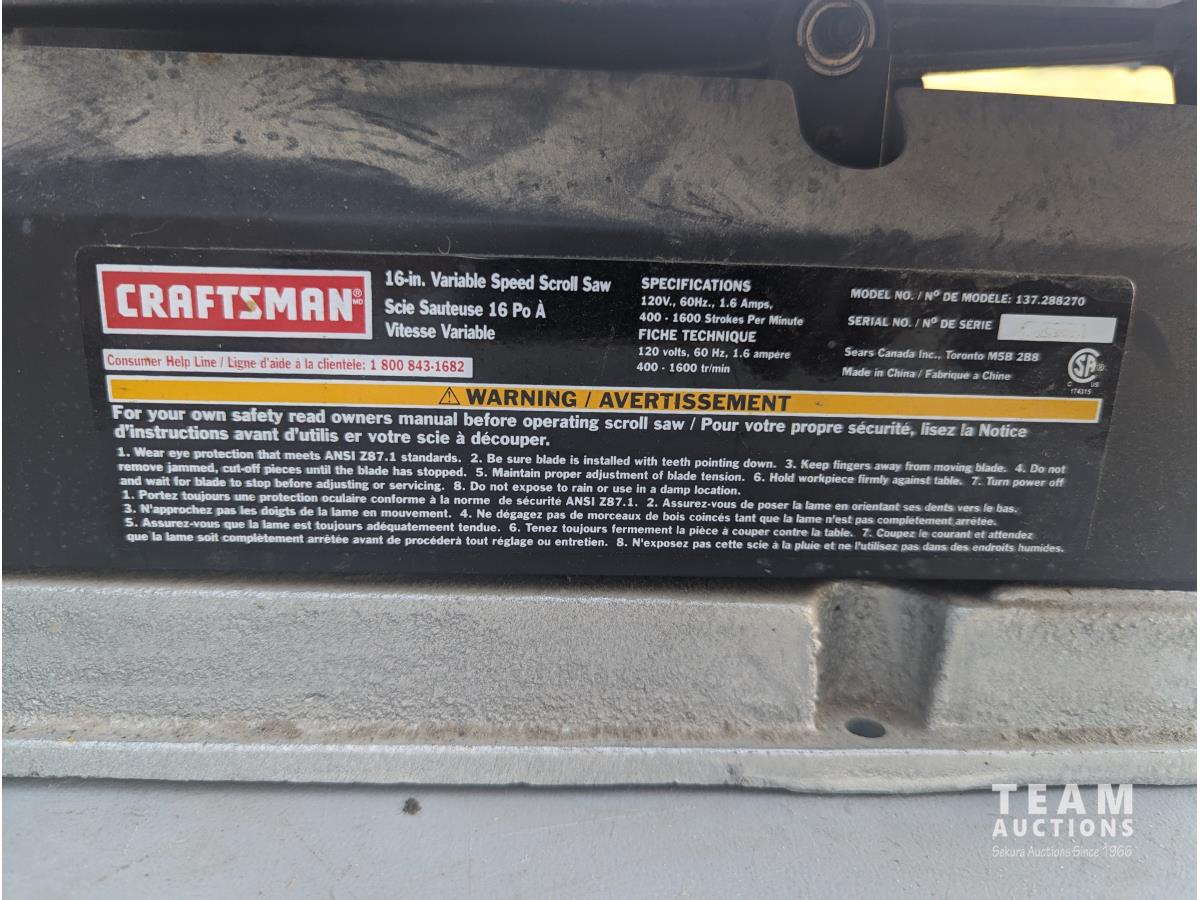 CRAFTSMAN® MD
16-in. Variable Speed Scroll Saw
Scie Sauteuse 16 Po À
Vitesse Variable
Consumer Help Line / Ligne d'aide à la clientele: 1 800 843-1682
SPECIFICATIONS
120V., 60Hz., 1.6 Amps,
400 - 1600 Strokes Per Minute
FICHE TECHNIQUE
120 volts, 60 Hz, 1.6 ampére
400 - 1600 tr/min
MODEL NO. / Nº DE MODÈLE: 137.288270
SERIAL NO. / Nº DE SÉRIE
Sears Canada Inc., Toronto M5B 2B8
Made in China / Fabriqué à Chine
SA®
C US
174315
⚠ WARNING / AVERTISSEMENT
For your own safety read owners manual before operating scroll saw / Pour votre propre sécurité, lisez la Notice
d'instructions avant d'utilis er votre scie à découper.
1. Wear eye protection that meets ANSI Z87.1 standards. 2. Be sure blade is installed with teeth pointing down. 3. Keep fingers away from moving blade. 4. Do not
remove jammed, cut-off pieces until the blade has stopped. 5. Maintain proper adjustment of blade tension. 6. Hold workpiece firmly against table. 7. Turn power off
and wait for blade to stop before adjusting or servicing. 8. Do not expose to rain or use in a damp location.
1. Portez toujours une protection oculaire conforme à la norme de sécurité ANSI Z87.1. 2. Assurez-vous de poser la lame en orientant ses dents vers le bas.
3. N'approchez pas les doigts de la lame en mouvement. 4. Ne dégagez pas de morceaux de bois coincés tant que la lame n'est pas complètement arrêtée.
5. Assurez-vous que la lame est toujours adéquatemeent tendue. 6. Tenez toujours fermement la pièce à couper contre la table. 7. Coupez le courant et attendez
que la lame soit complètement arrêtée avant de procéderà tout réglage ou entretien. 8. N'exposez pas cette scie à la pluie et ne l'utilisez pas dans des endroits humides.
TEAM
AUCTIONS
Sekura Auctions Since 1966